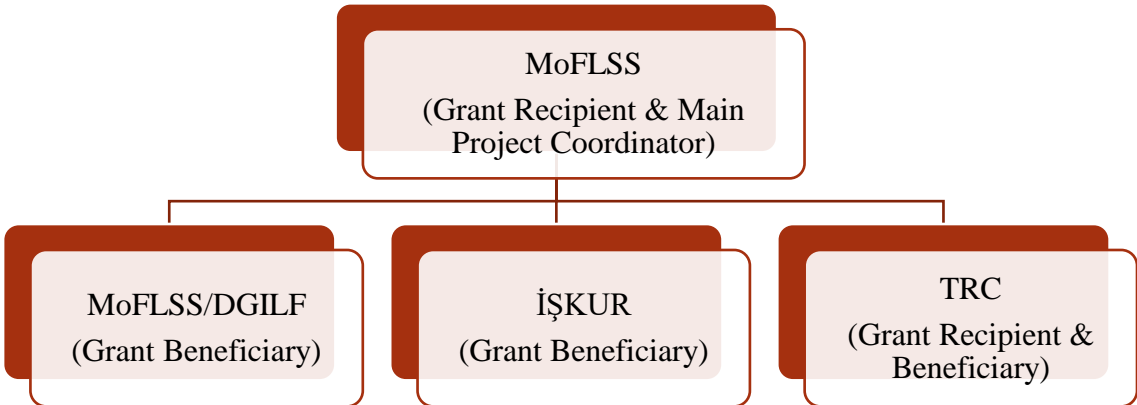 MoFLSS
(Grant Recipient & Main
Project Coordinator)
MoFLSS/DGILF
(Grant Beneficiary)
İŞKUR
(Grant Beneficiary)
TRC
(Grant Recipient &
Beneficiary)